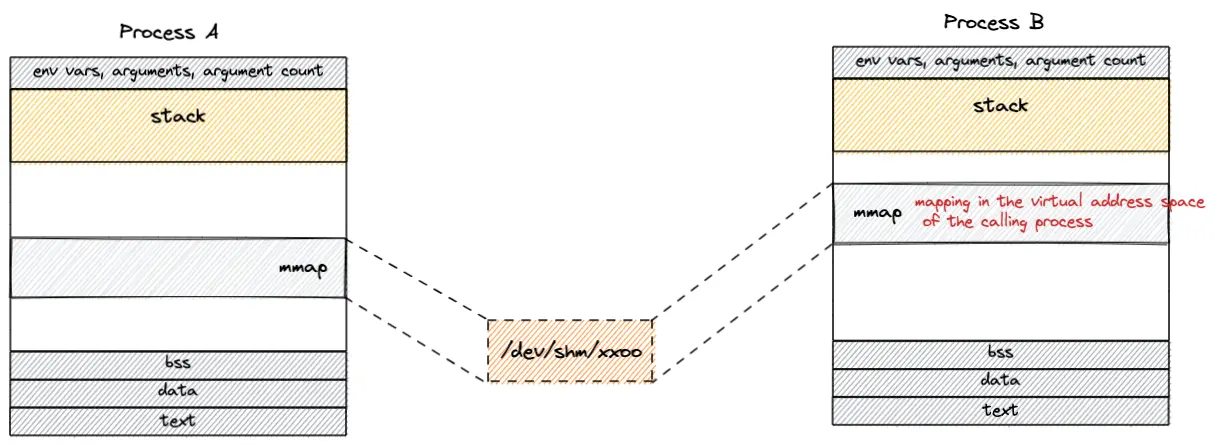 Process A
env vars, arguments, argument count
stack
mmap
bss
data
text
/dev/shm/xxoo
Process B
env vars, arguments, argument count
stack
mmap
mapping in the virtual address space
of the calling process
bss
data
text